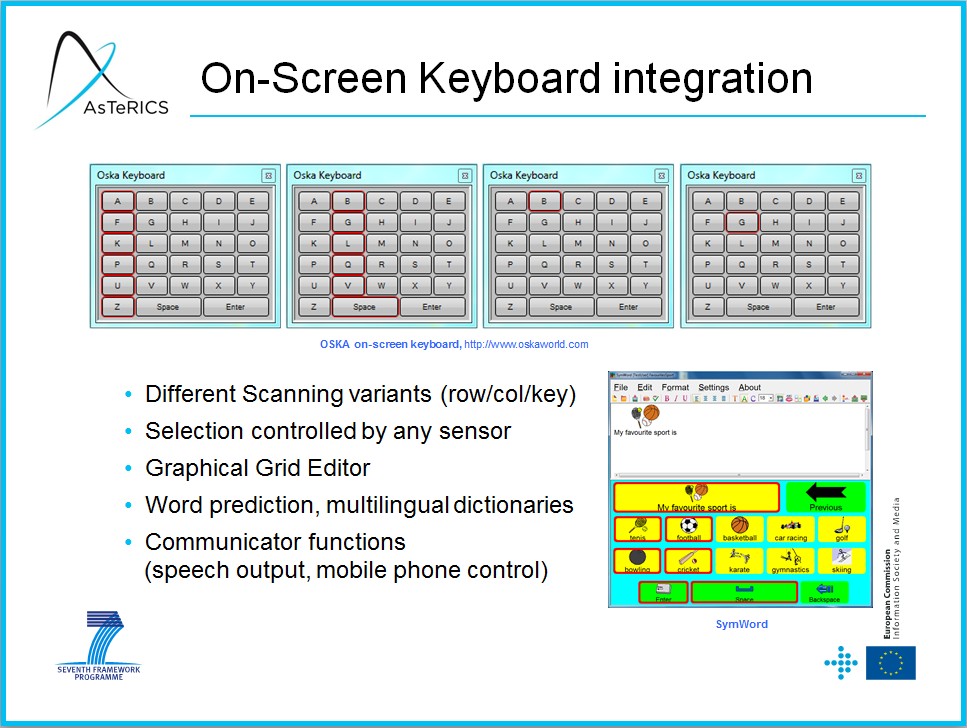 AsTeRICS
On-Screen Keyboard integration
Oska Keyboard
A B C D E
F G H I J
K L M N O
P Q R S T
U V W X Y
Z Space Enter
Oska Keyboard
A B C D E
F G H I J
K L M N O
P Q R S T
U V W X Y
Z Space Enter
Oska Keyboard
A B C D E
F G H I J
K L M N O
P Q R S T
U V W X Y
Z Space Enter
Oska Keyboard
A B C D E
F G H I J
K L M N O
P Q R S T
U V W X Y
Z Space Enter
OSKA on-screen keyboard, http://www.oskaworld.com
• Different Scanning variants (row/col/key)
• Selection controlled by any sensor
• Graphical Grid Editor
• Word prediction, multilingual dictionaries
• Communicator functions
(speech output, mobile phone control)
File Edit Format Settings About
My favourite sport is
My favourite sport is Previous
tenis football basketball car racing golf
bowling cricket karate gymnastics skiing
Enter Space Backspace
SymWord
European Commission
Information Society and Media
7
SEVENTH FRAMEWORK
PROGRAMME